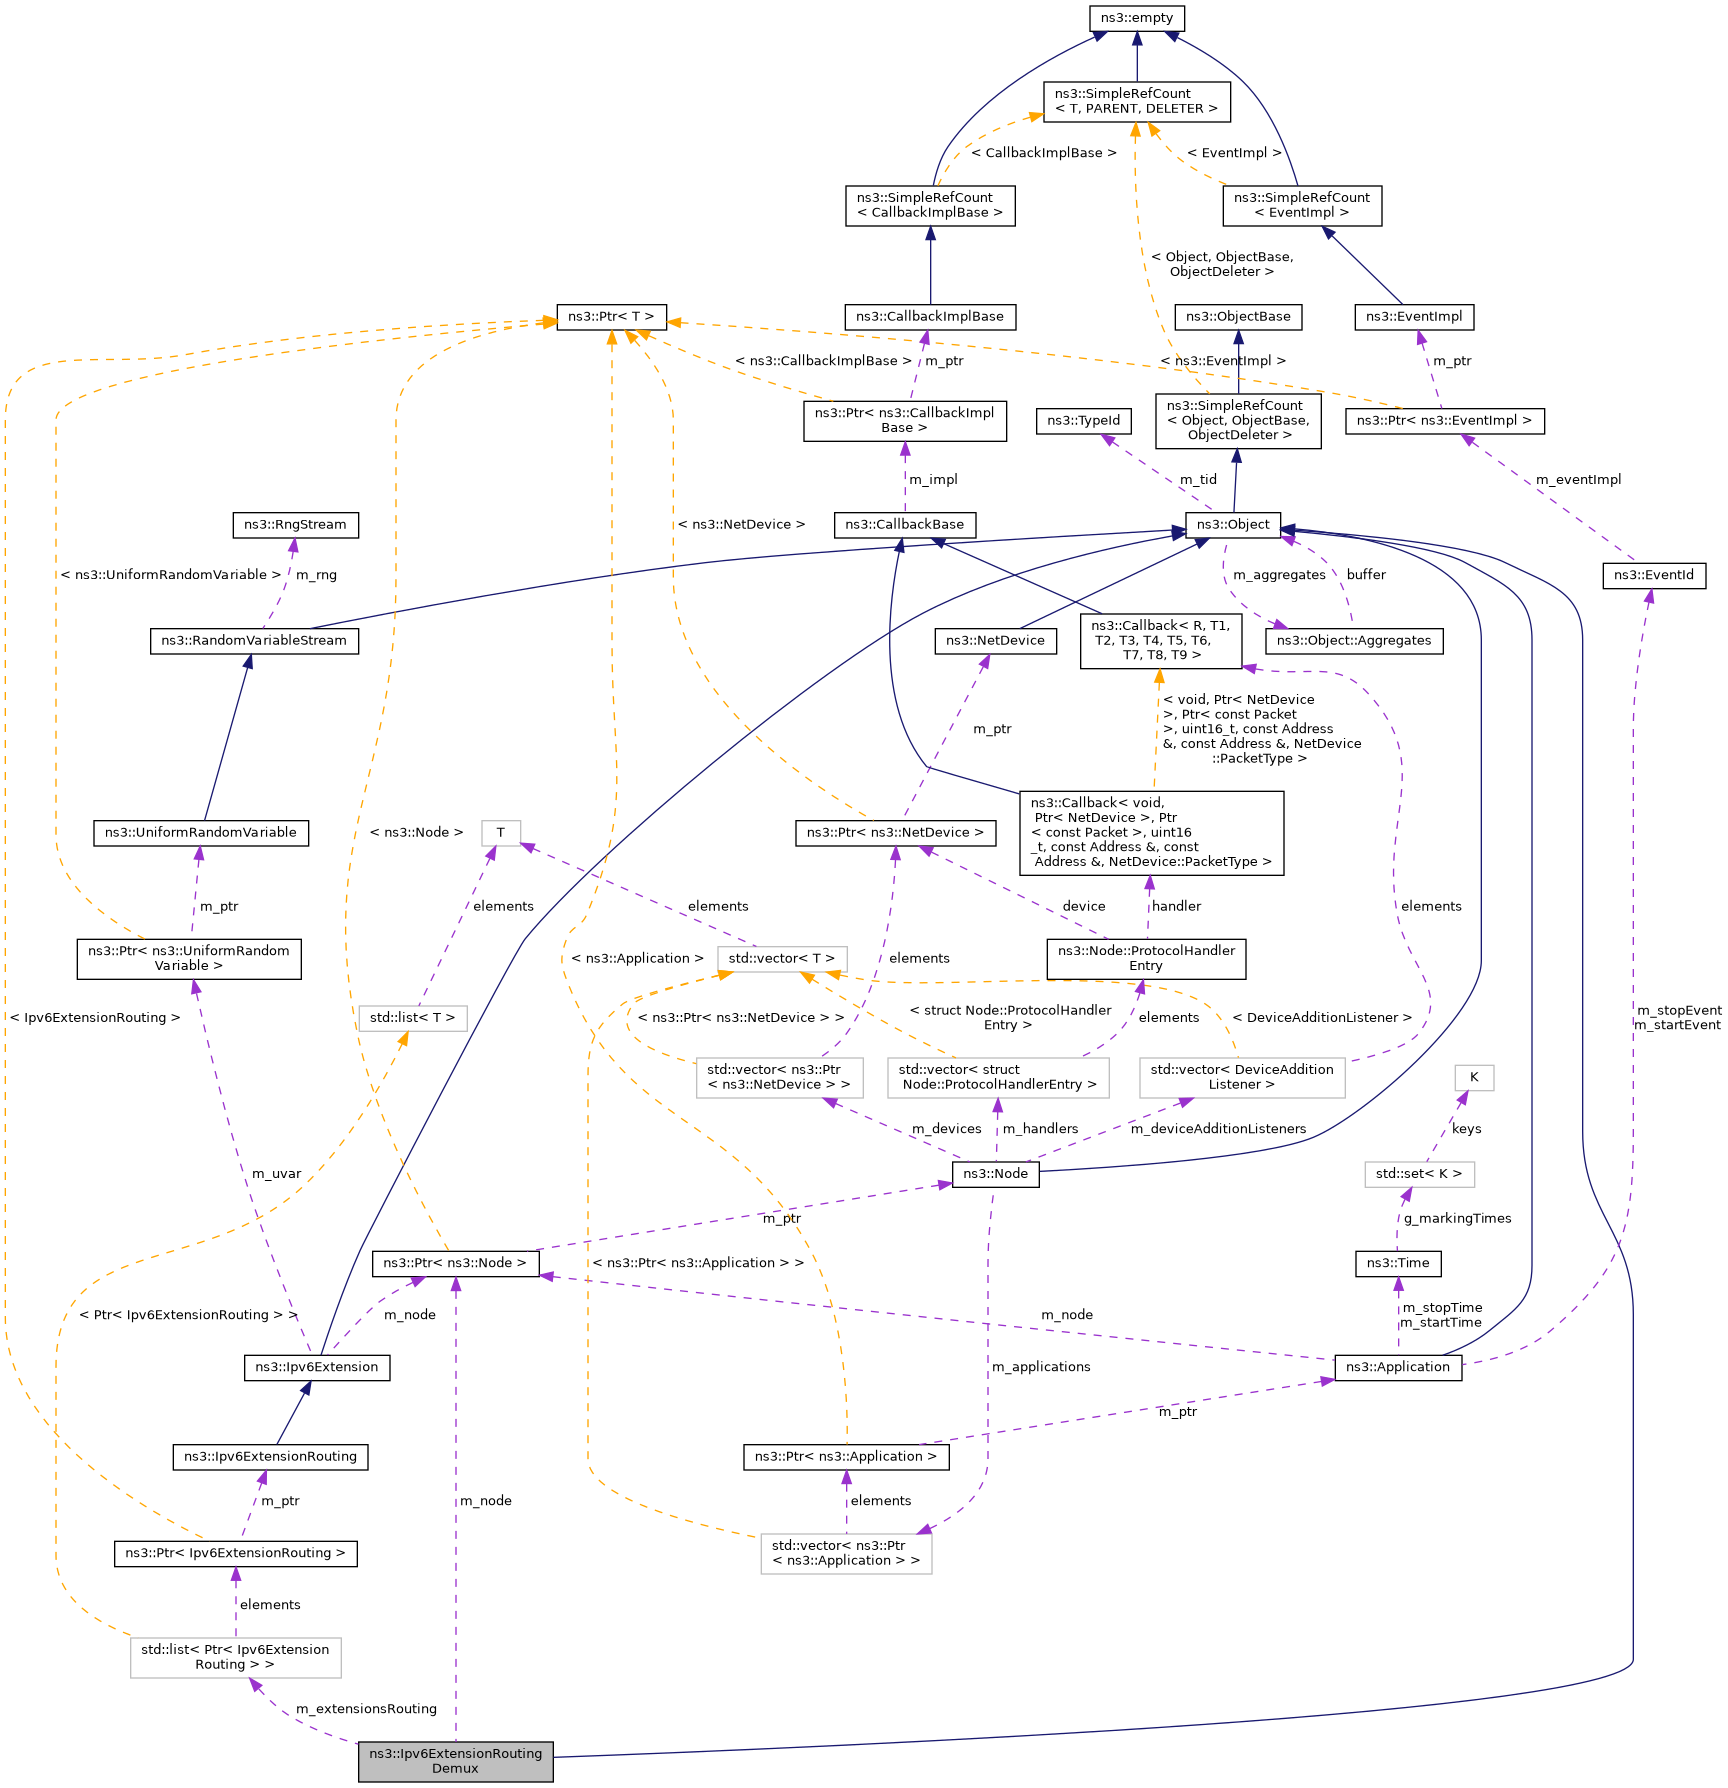 ns3::empty
ns3::SimpleRefCount
< T, PARENT, DELETER >
< CallbackImplBase >
< EventImpl >
ns3::SimpleRefCount
< CallbackImplBase >
ns3::SimpleRefCount
< EventImpl >
< Object, ObjectBase,
ObjectDeleter >
ns3::Ptr< T >
ns3::CallbackImplBase
ns3::ObjectBase
ns3::EventImpl
< ns3::CallbackImplBase >
m_ptr
< ns3::EventImpl >
m_ptr
ns3::Ptr< ns3::CallbackImpl
Base >
ns3::TypeId
ns3::SimpleRefCount
< Object, ObjectBase,
ObjectDeleter >
ns3::Ptr< ns3::EventImpl >
m_impl
m_tid
m_eventImpl
ns3::RngStream
< ns3::NetDevice >
ns3::CallbackBase
ns3::Object
< ns3::UniformRandomVariable >
m_rng
m_aggregates
buffer
ns3::EventId
ns3::RandomVariableStream
ns3::NetDevice
ns3::Callback< R, T1,
T2, T3, T4, T5, T6,
T7, T8, T9 >
ns3::Object::Aggregates
m_ptr
< void, Ptr< NetDevice
>, Ptr< const Packet
>, uint16_t, const Address
&, const Address &, NetDevice
::PacketType >
ns3::UniformRandomVariable
< ns3::Node >
T
ns3::Ptr< ns3::NetDevice >
ns3::Callback< void,
Ptr< NetDevice >, Ptr
< const Packet >, uint16
_t, const Address &, const
Address &, NetDevice::PacketType >
m_ptr
elements
elements
device
handler
elements
ns3::Ptr< ns3::UniformRandom
Variable >
< ns3::Application >
std::vector< T >
elements
ns3::Node::ProtocolHandler
Entry
< Ipv6ExtensionRouting >
std::list< T >
< ns3::Ptr< ns3::NetDevice > >
< struct Node::ProtocolHandler
Entry >
elements
< DeviceAdditionListener >
m_stopEvent
m_startEvent
std::vector< ns3::Ptr
< ns3::NetDevice > >
std::vector< struct
Node::ProtocolHandlerEntry >
std::vector< DeviceAddition
Listener >
K
m_devices
m_handlers
m_deviceAdditionListeners
keys
m_uvar
ns3::Node
std::set< K >
m_ptr
g_markingTimes
ns3::Ptr< ns3::Node >
< ns3::Ptr< ns3::Application > >
ns3::Time
< Ptr< Ipv6ExtensionRouting > >
m_node
m_node
m_stopTime
m_startTime
ns3::Ipv6Extension
m_applications
ns3::Application
m_ptr
ns3::Ipv6ExtensionRouting
ns3::Ptr< ns3::Application >
m_ptr
m_node
elements
ns3::Ptr< Ipv6ExtensionRouting >
std::vector< ns3::Ptr
< ns3::Application > >
elements
std::list< Ptr< Ipv6Extension
Routing > >
m_extensionsRouting
ns3::Ipv6ExtensionRouting
Demux